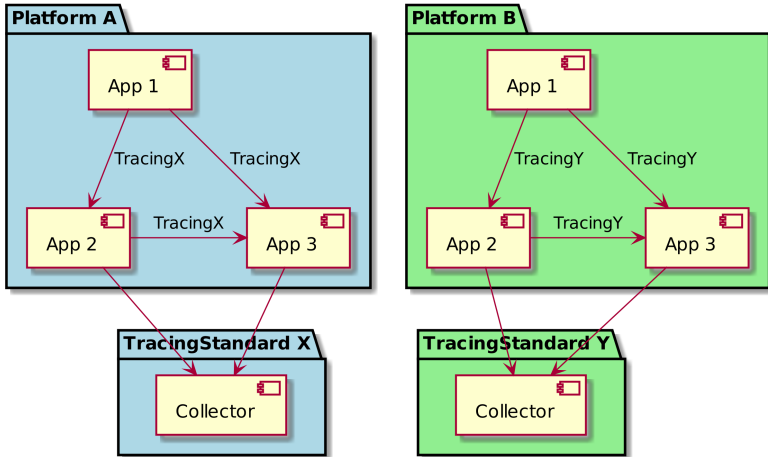 Platform A
App 1
TracingX
TracingX
App 2
TracingX
App 3
TracingStandard X
Collector
Platform B
App 1
TracingY
TracingY
App 2
TracingY
App 3
TracingStandard Y
Collector